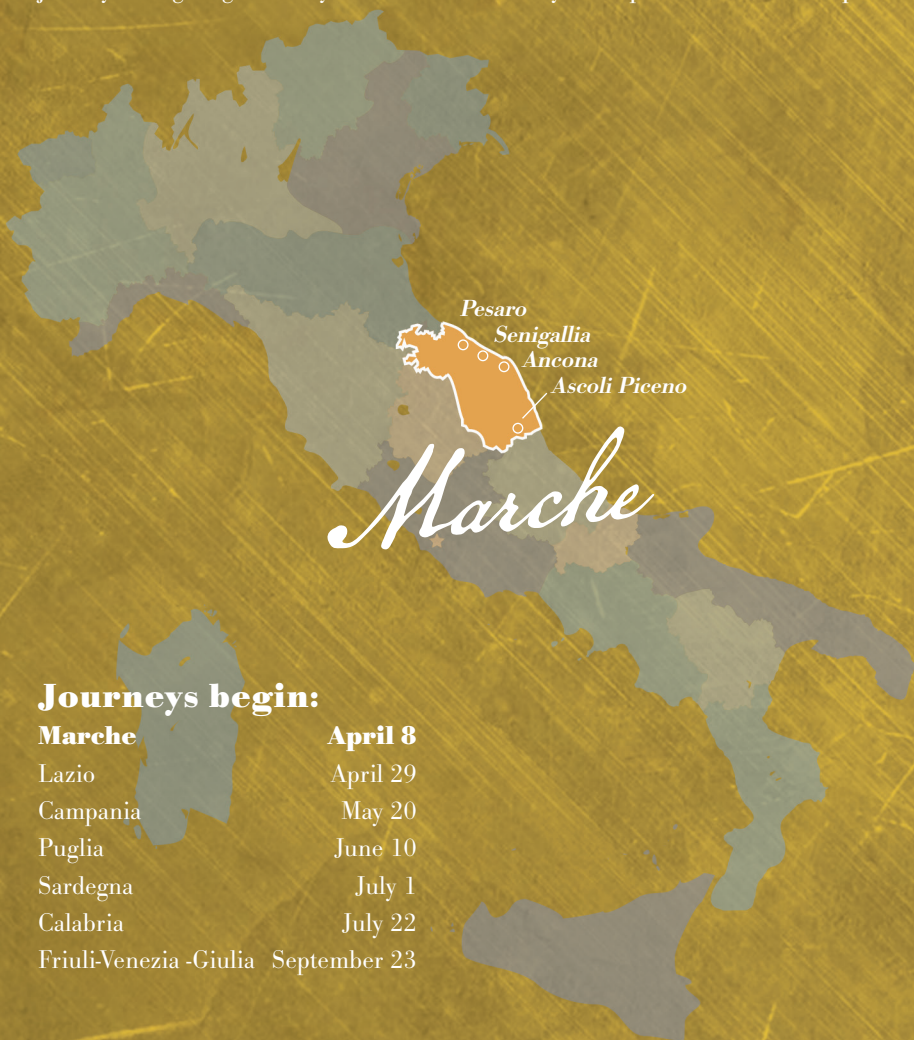 Pesaro
Senigallia
Ancona
Ascoli Piceno
Marche
Journeys begin:
Marche April 8
Lazio April 29
Campania May 20
Puglia June 10
Sardegna July 1
Calabria July 22
Friuli-Venezia -Giulia September 23